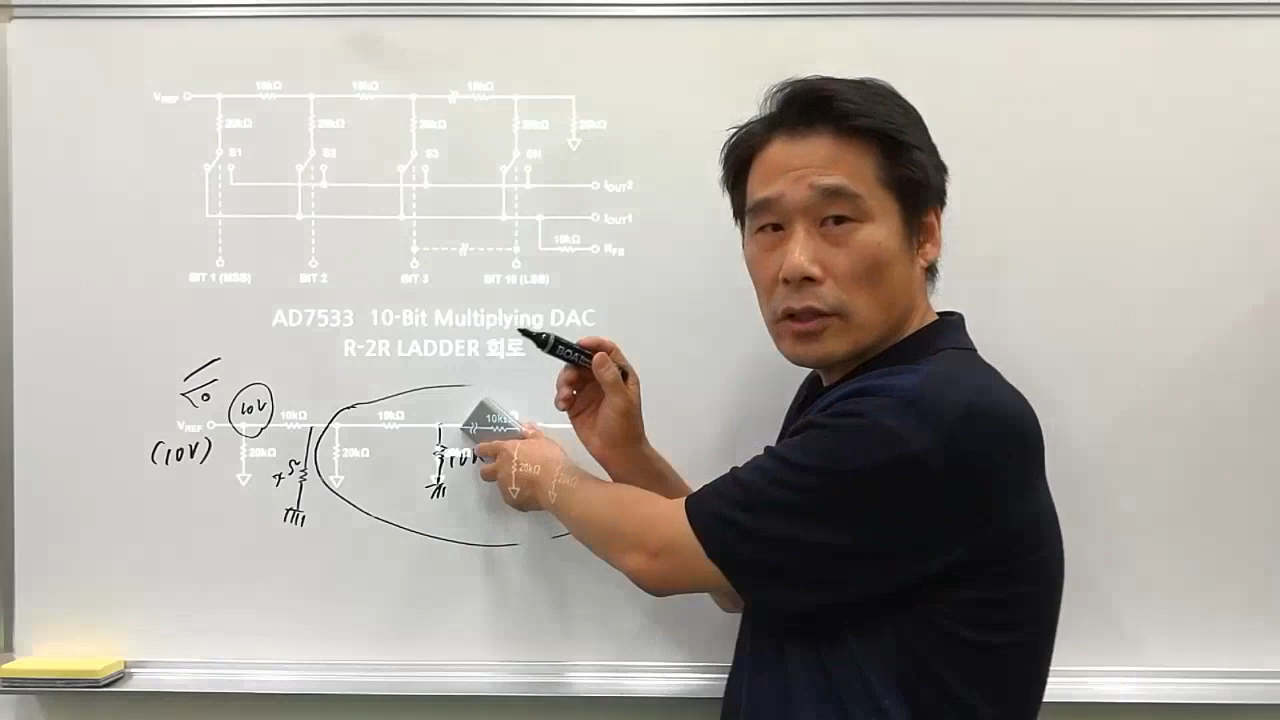 10kΩ 10kΩ 10kΩ
VREF
20kΩ 20kΩ 20kΩ 20kΩ 20kΩ
S1 S2 S3 SN
IOUT2
IOUT1
10kΩ RFB
BIT 1 (MSB) BIT 2 BIT 3 BIT 10 (LSB)
AD7533 10-Bit Multiplying DAC
R-2R LADDER 회로
10V
10kΩ 10kΩ 10kΩ
VREF
(10V)
20kΩ 20kΩ 20kΩ 20kΩ
BOA